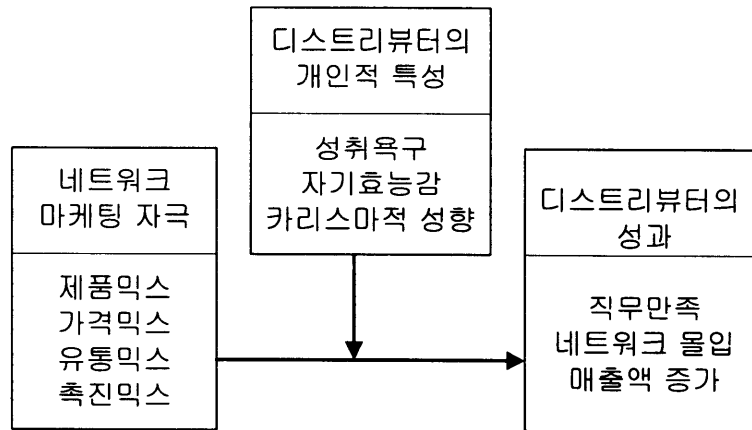 디스트리뷰터의
개인적 특성
성취욕구
자기효능감
카리스마적 성향
네트워크
마케팅 자극
제품믹스
가격믹스
유통믹스
촉진믹스
디스트리뷰터의
성과
직무만족
네트워크 몰입
매출액 증가